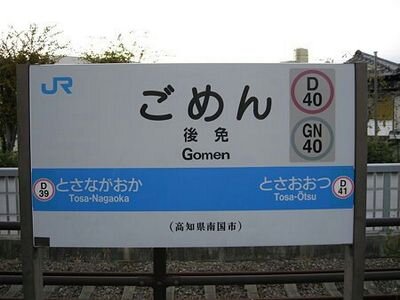 JR
ごめん
後免
Gomen
D
40
GN
40
D
39
とさながおか
Tosa-Nagaoka
とさおおつ
Tosa-Ōtsu
D
41
(高知県南国市)